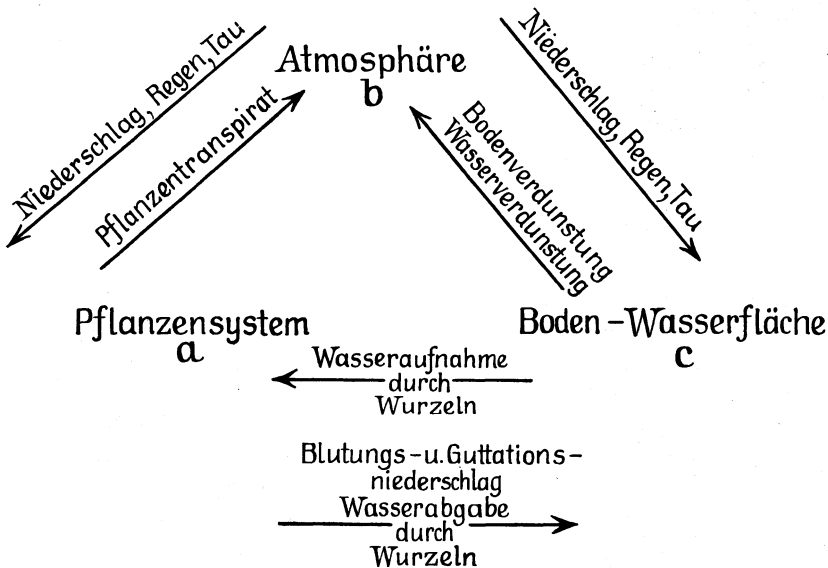 Atmosphäre
b
Niederschlag, Regen, Tau
Pflanzentranspirat
Niederschlag, Regen, Tau
Bodenverdunstung
Wasserverdunstung
Pflanzensystem
a
Boden-Wasserfläche
c
Wasseraufnahme
durch
Wurzeln
Blutungs-u. Guttations-
niederschlag
Wasserabgabe
durch
Wurzeln